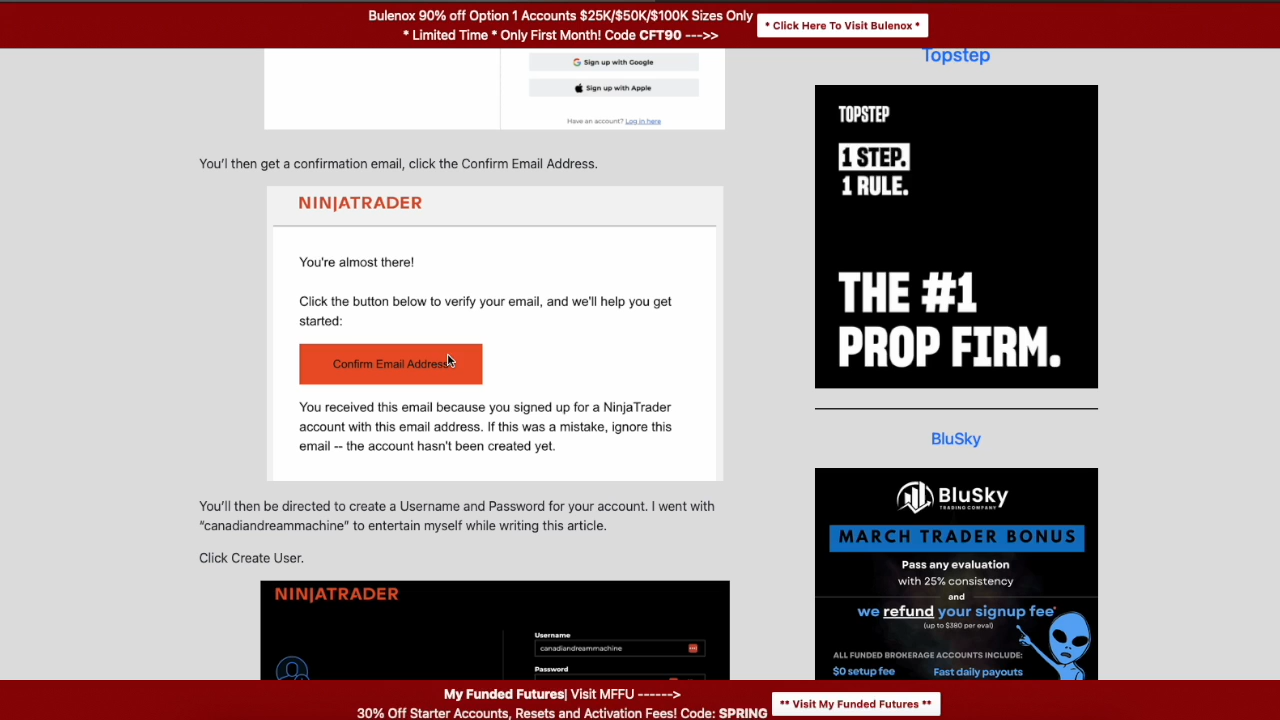 Bulenox 90% off Option 1 Accounts $25K/$50K/$100K Sizes Only
* Limited Time * Only First Month! Code CFT90 --->>
* Click Here To Visit Bulenox *
Sign up with Google
Sign up with Apple
Have an account? Log in here
You'l then get a confirmation email, click the Confirm Email Address.
NINJATRADER
You're almost there!
Click the button below to verify your email, and we'll help you get
started:
Confirm Email Address
You received this email because you signed up for a NinjaTrader
account with this email address. If this was a mistake, ignore this
email -- the account hasn't been created yet.
You'll then be directed to create a Username and Password for your account. I went with
“canadiandreammachine” to entertain myself while writing this article.
Click Create User.
NINJATRADER
Username
canadiandreammachine
Password
Topstep
TOPSTEP
1 STEP.
1 RULE.
THE #1
PROP FIRM.
BluSky
BluSky
TRADING COMPANY
MARCH TRADER BONUS
Pass any evaluation
with 25% consistency
and
we refund your signup fee*
(up to $380 per eval)
ALL FUNDED BROKERAGE ACCOUNTS INCLUDE:
$0 setup fee
Fast daily payouts
My Funded Futures| Visit MFFU ------>
30% Off Starter Accounts, Resets and Activation Fees! Code: SPRING
** Visit My Funded Futures **